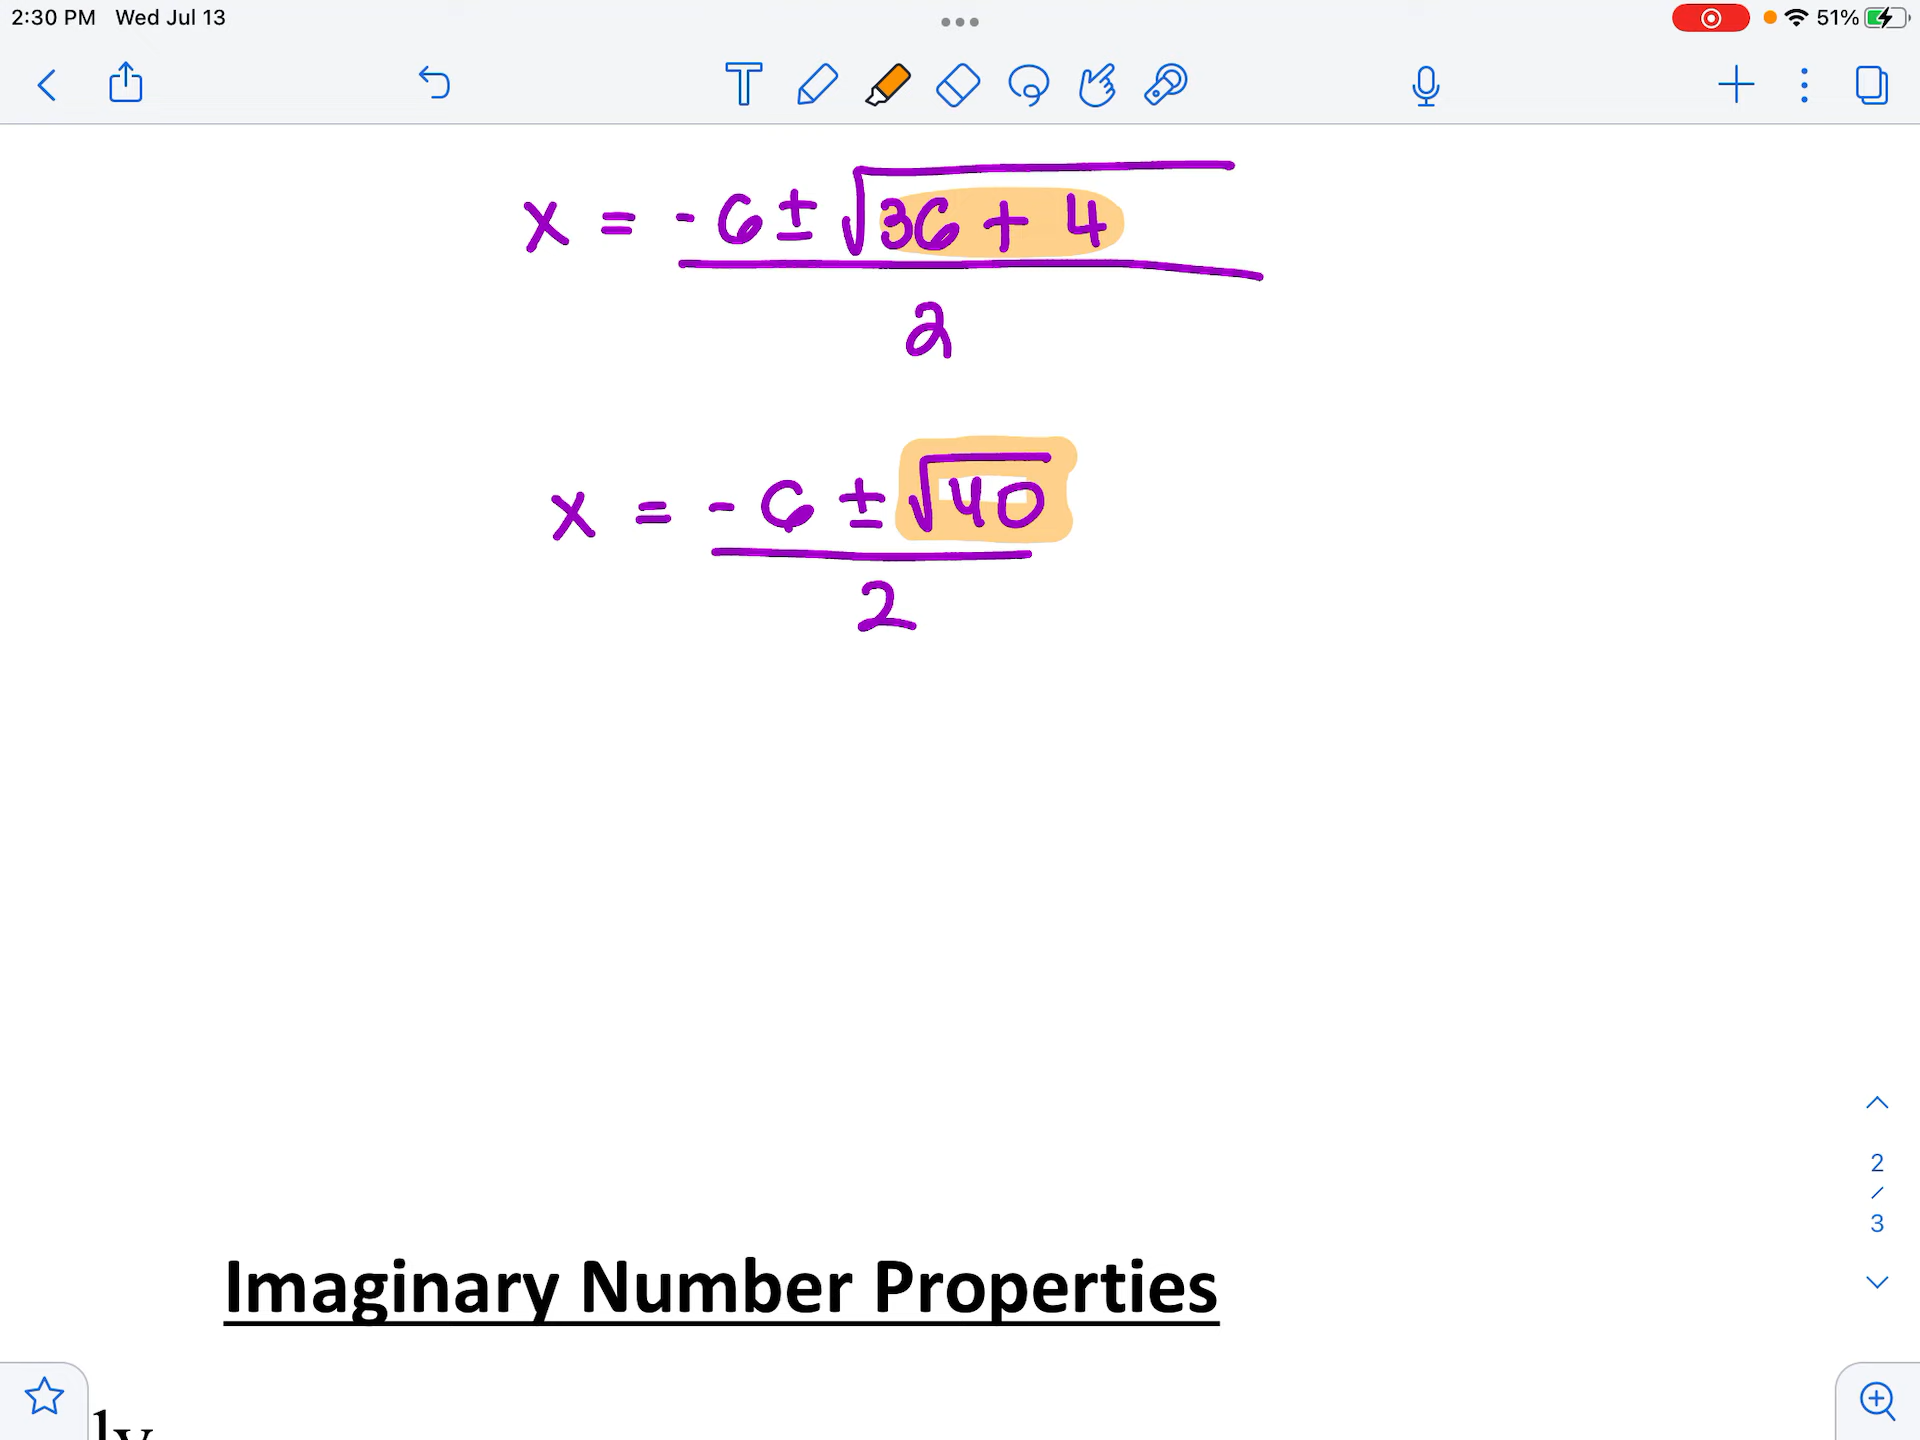 2:30 PM Wed Jul 13
51%
x = -6 ± √36 + 4
2
x = -6 ± √40
2
2
/
3
Imaginary Number Properties
ly